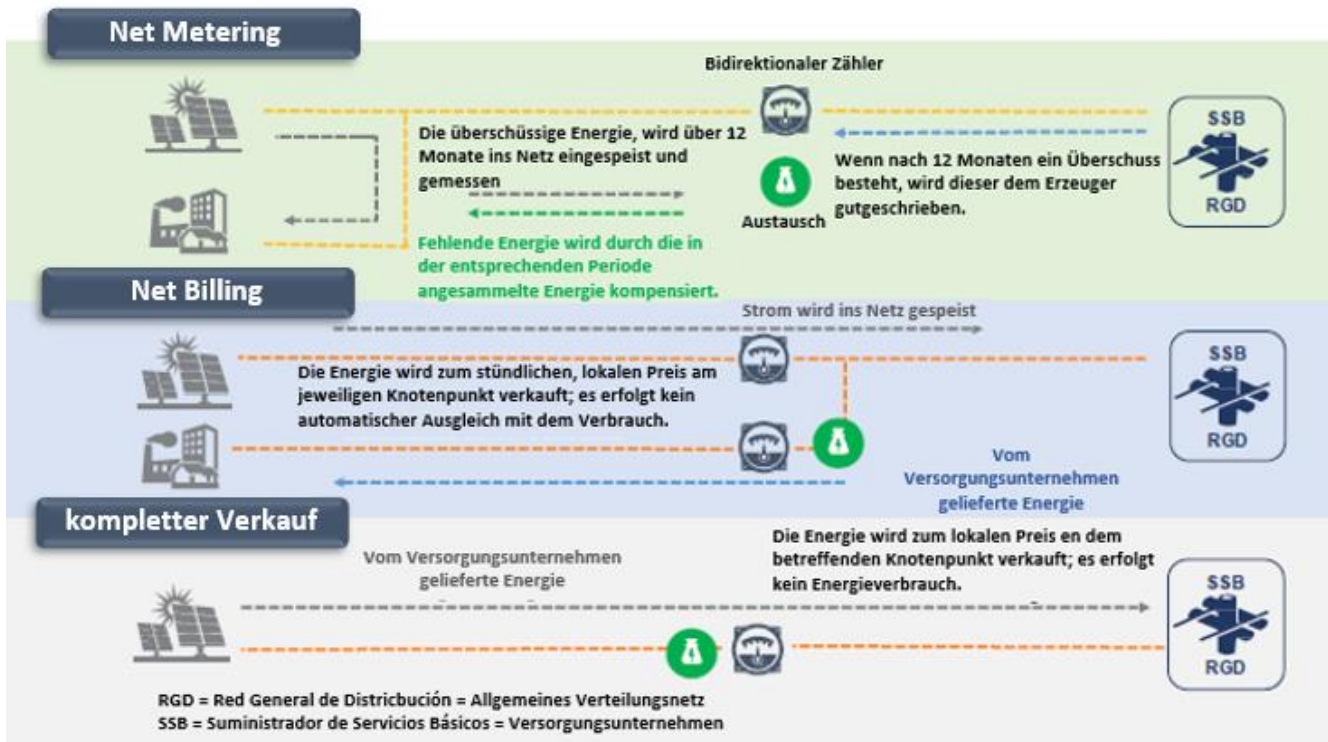 Net Metering
Bidirektionaler Zähler
Die überschüssige Energie, wird über 12
Monate ins Netz eingespeist und
gemessen
Fehlende Energie wird durch die in
der entsprechenden Periode
angesammelte Energie kompensiert.
Austausch
Wenn nach 12 Monaten ein Überschuss
besteht, wird dieser dem Erzeuger
gutgeschrieben.
SSB
RGD
Net Billing
Strom wird ins Netz gespeist
Die Energie wird zum stündlichen, lokalen Preis am
jeweiligen Knotenpunkt verkauft; es erfolgt kein
automatischer Ausgleich mit dem Verbrauch.
Vom
Versorgungsunternehmen
gelieferte Energie
SSB
RGD
kompletter Verkauf
Vom Versorgungsunternehmen
gelieferte Energie
Die Energie wird zum lokalen Preis en dem
betreffenden Knotenpunkt verkauft; es erfolgt
kein Energieverbrauch.
SSB
RGD
RGD = Red General de Districbución = Allgemeines Verteilungsnetz
SSB = Suministrador de Servicios Básicos = Versorgungsunternehmen